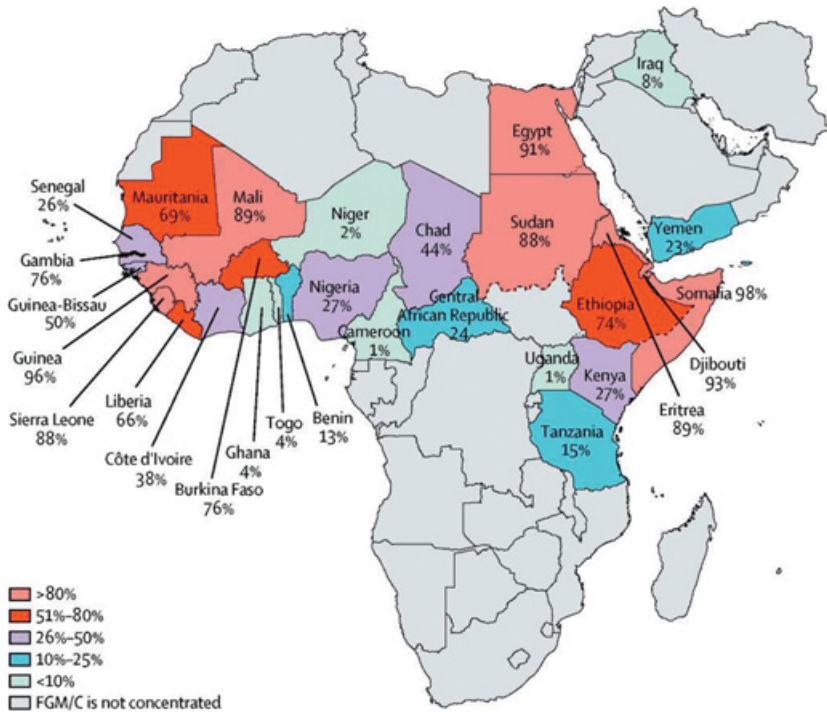 Iraq
8%
Egypt
91%
Senegal
26%
Mauritania
69%
Mali
89%
Niger
2%
Chad
44%
Sudan
88%
Yemen
23%
Gambia
76%
Guinea-Bissau
50%
Nigeria
27%
Central
African Republic
24
Ethiopia
74%
Somalia 98%
Guinea
96%
Cameroon
1%
Uganda
1%
Kenya
27%
Djibouti
93%
Liberia
66%
Sierra Leone
88%
Côte d'Ivoire
38%
Ghana
4%
Togo
4%
Benin
13%
Tanzania
15%
Eritrea
89%
Burkina Faso
76%
>80%
51%–80%
26%–50%
10%–25%
<10%
FGM/C is not concentrated